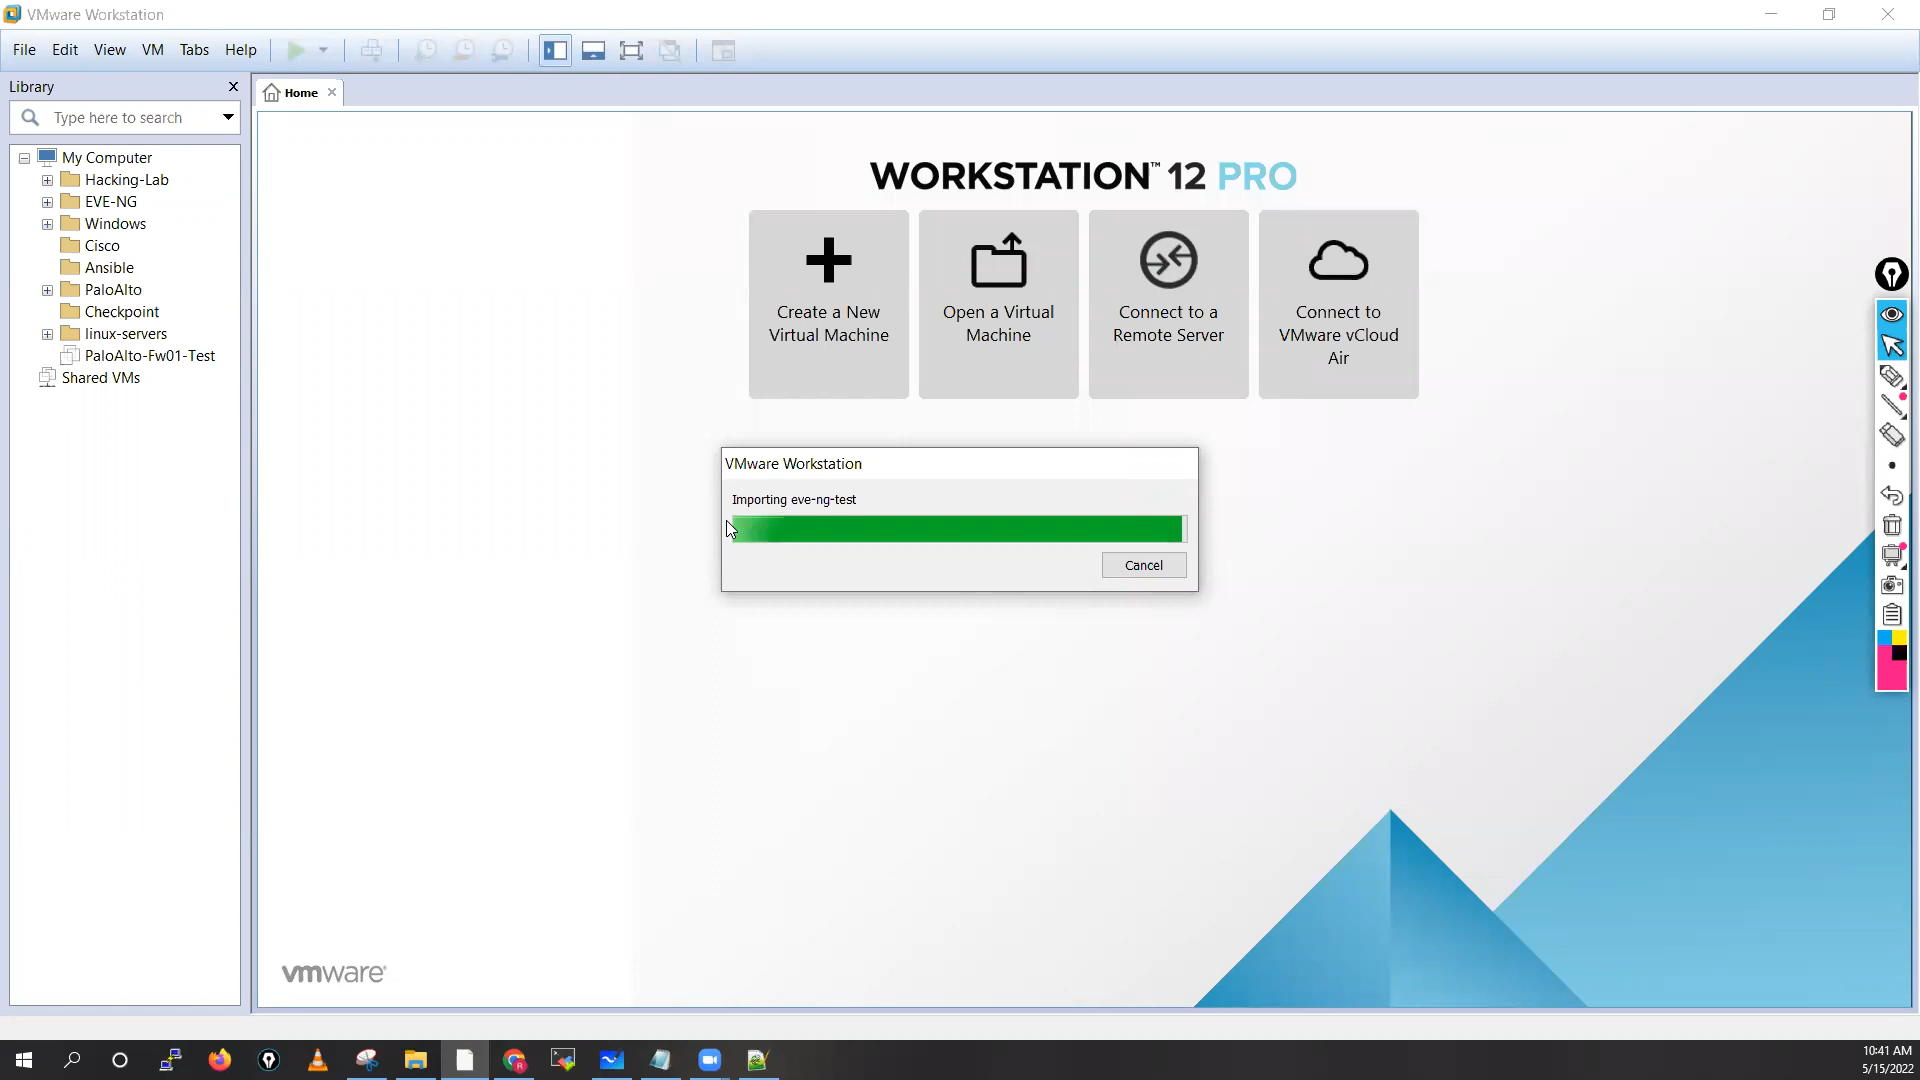 VMware Workstation
File Edit View VM Tabs Help
Library
Type here to search
Home
My Computer
Hacking-Lab
EVE-NG
Windows
Cisco
Ansible
PaloAlto
Checkpoint
linux-servers
PaloAlto-Fw01-Test
Shared VMs
WORKSTATION™ 12 PRO
Create a New
Virtual Machine
Open a Virtual
Machine
Connect to a
Remote Server
Connect to
VMware vCloud
Air
VMware Workstation
Importing eve-ng-test
Cancel
vmware®
10:41 AM
5/15/2022